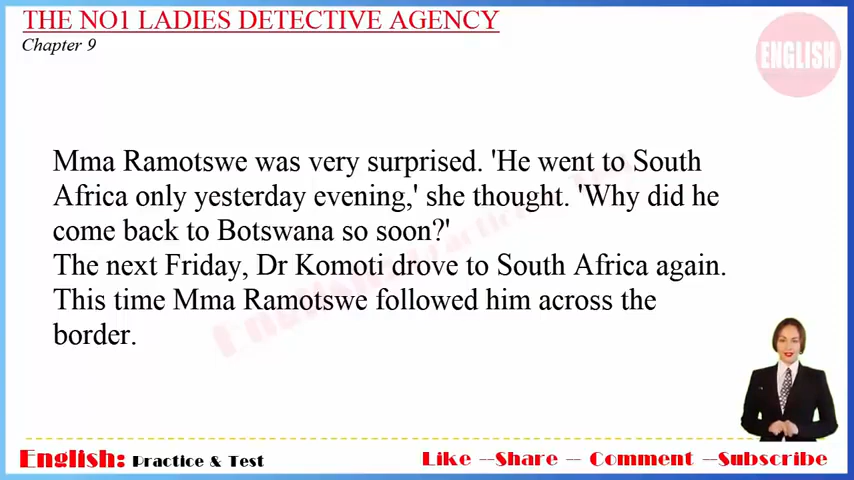 THE NO1 LADIES DETECTIVE AGENCY
Chapter 9
ENGLISH
Mma Ramotswe was very surprised. 'He went to South
Africa only yesterday evening,' she thought. 'Why did he
come back to Botswana so soon?'
The next Friday, Dr Komoti drove to South Africa again.
This time Mma Ramotswe followed him across the
border.
English: Practice & Test
Like --Share -- Comment --Subscribe